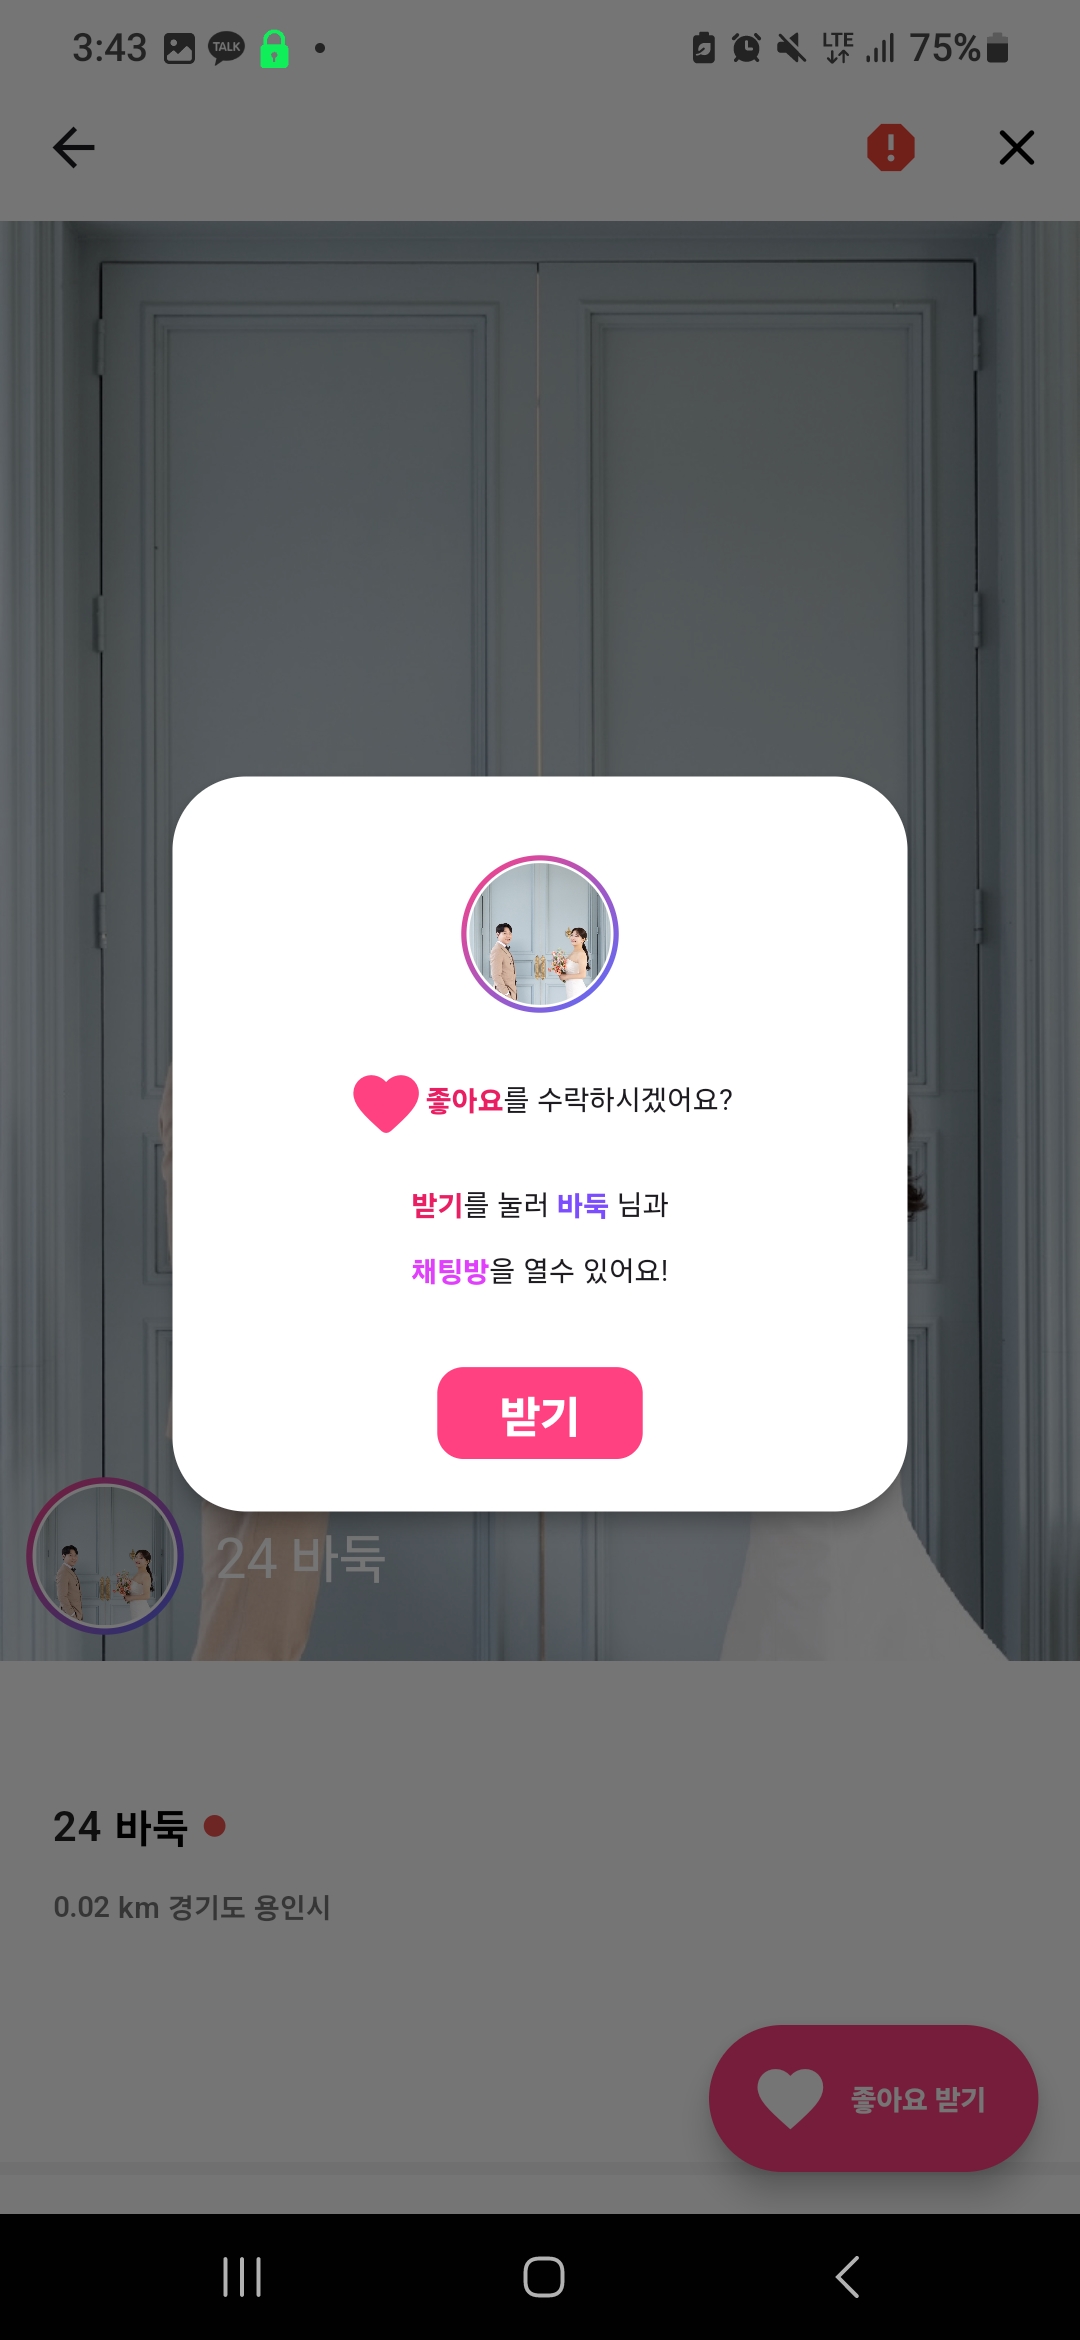 3:43 TALK LTE 75%
좋아요를 수락하시겠어요?
받기를 눌러 바둑 님과
채팅방을 열수 있어요!
받기
24 바둑
24 바둑
0.02 km 경기도 용인시
좋아요 받기